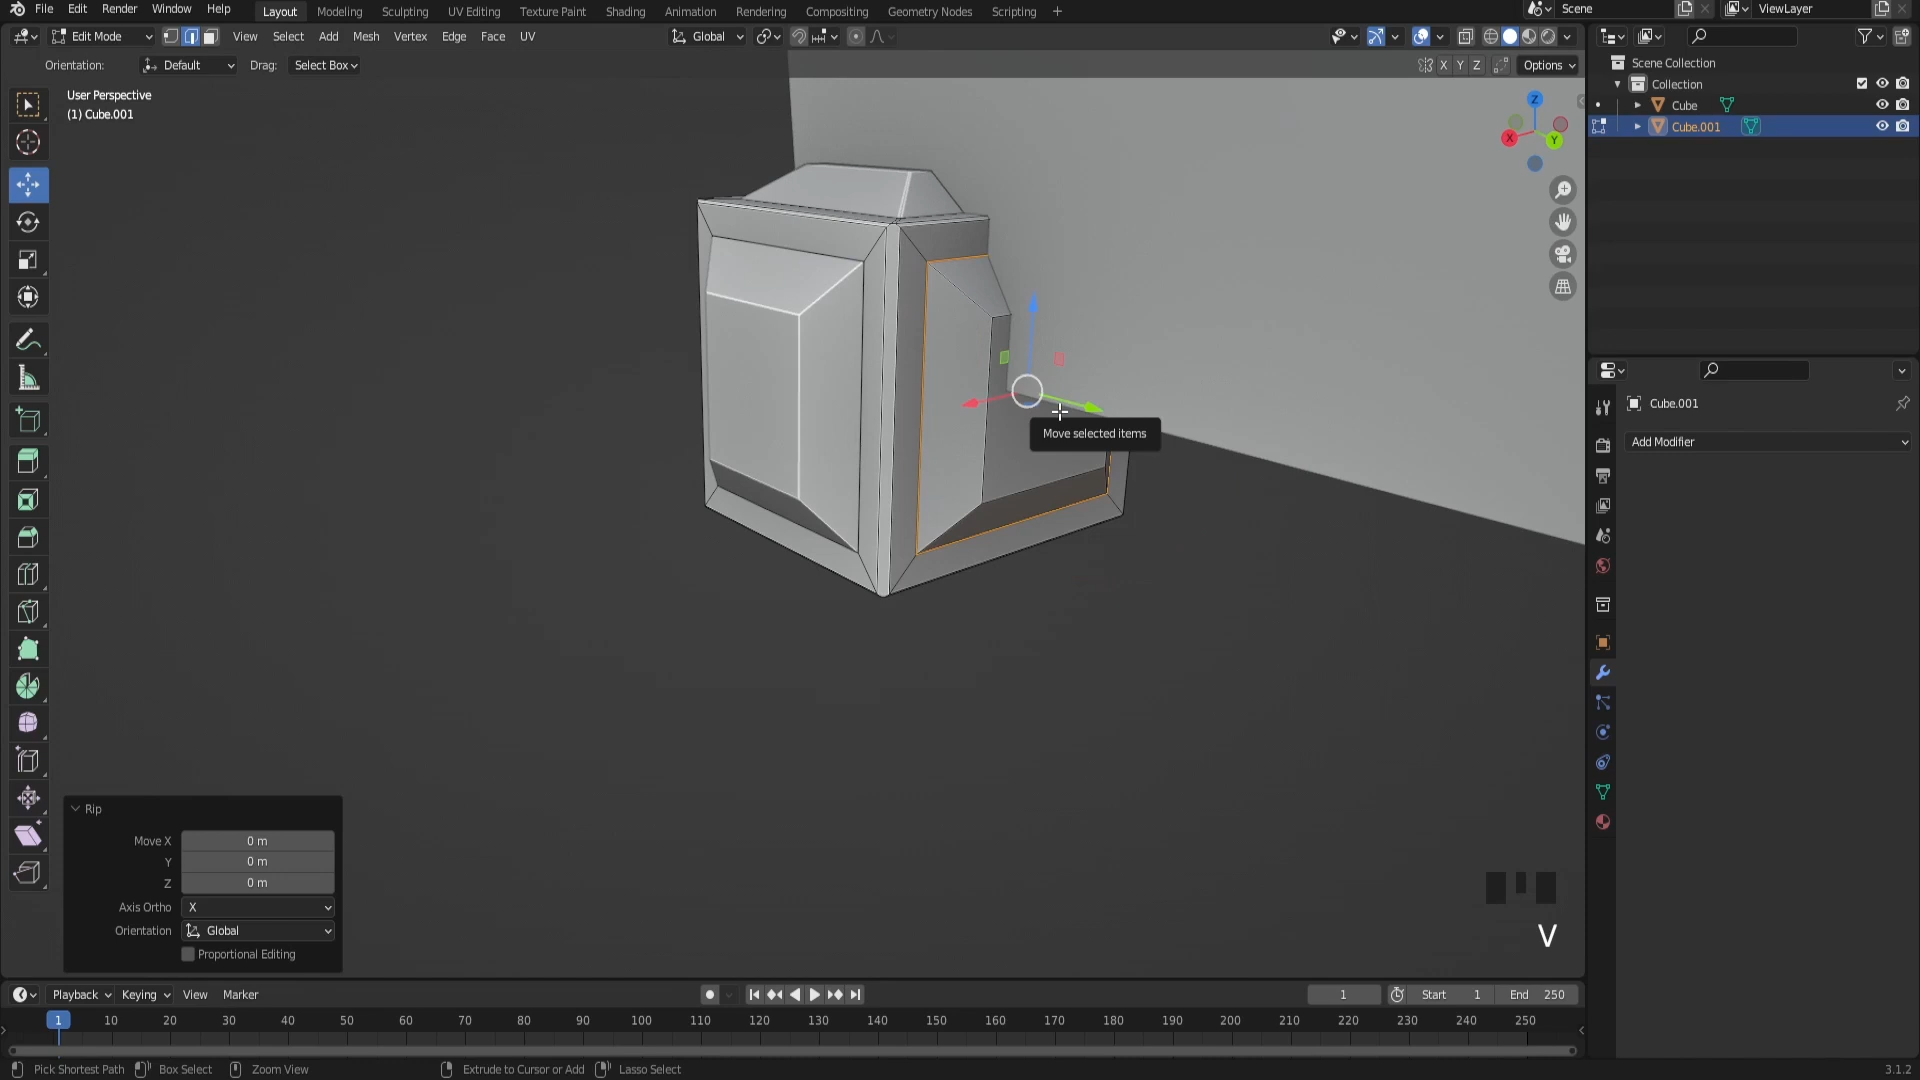 File Edit Render Window Help Layout Modeling Sculpting UV Editing Texture Paint Shading Animation Rendering Compositing Geometry Nodes Scripting + Scene ViewLayer
Edit Mode View Select Add Mesh Vertex Edge Face UV Global
Orientation: Default Drag: Select Box X Y Z Options
User Perspective
(1) Cube.001
Scene Collection
Collection
Cube
Cube.001
Z
X Y
Cube.001
Add Modifier
Move selected items
Rip
Move X 0 m
Y 0 m
Z 0 m
Axis Ortho X
Orientation Global
Proportional Editing
V
Playback Keying View Marker 1 Start 1 End 250
1 10 20 30 40 50 60 70 80 90 100 110 120 130 140 150 160 170 180 190 200 210 220 230 240 250
Pick Shortest Path Box Select Zoom View Extrude to Cursor or Add Lasso Select 3.1.2